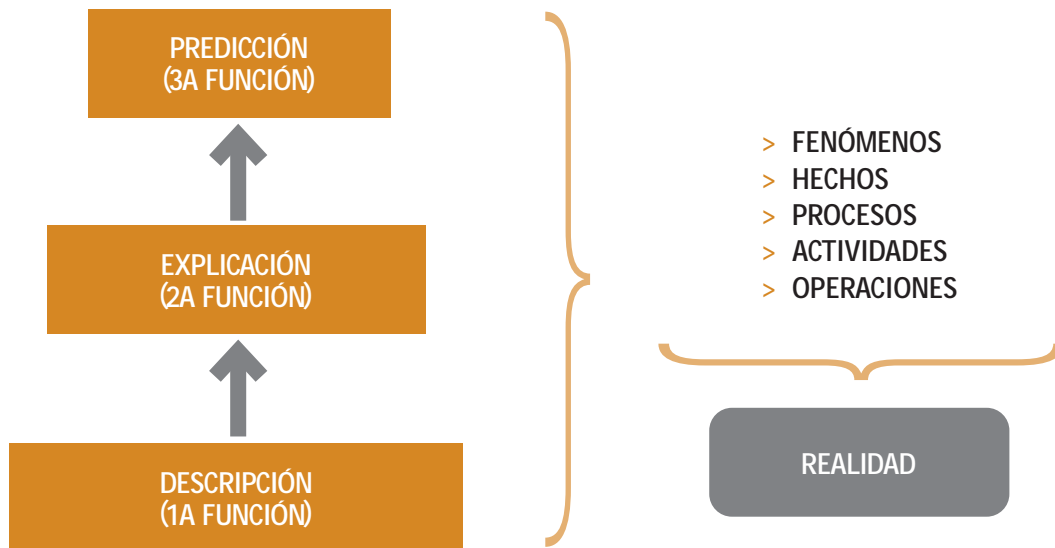 PREDICCIÓN
(3A FUNCIÓN)
EXPLICACIÓN
(2A FUNCIÓN)
DESCRIPCIÓN
(1A FUNCIÓN)
> FENÓMENOS
> HECHOS
> PROCESOS
> ACTIVIDADES
> OPERACIONES
REALIDAD